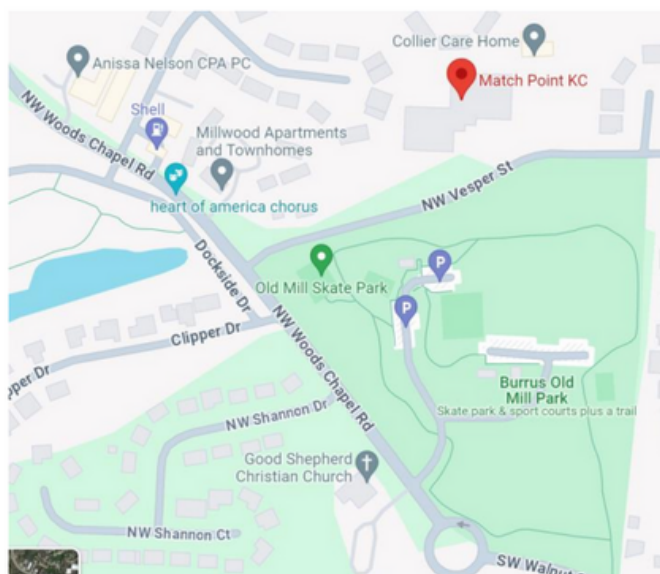 Collier Care Home
Anissa Nelson CPA PC
Match Point KC
Shell
Millwood Apartments
and Townhomes
NW Woods Chapel Rd
heart of america chorus
NW Vesper St
Dockside Dr
Old Mill Skate Park
P
P
Clipper Dr
NW Woods Chapel Rd
pper Dr
Burrus Old
Mill Park
Skate park & sport courts plus a trail
NW Shannon Dr
Good Shepherd
Christian Church
NW Shannon Ct
SW Walnut